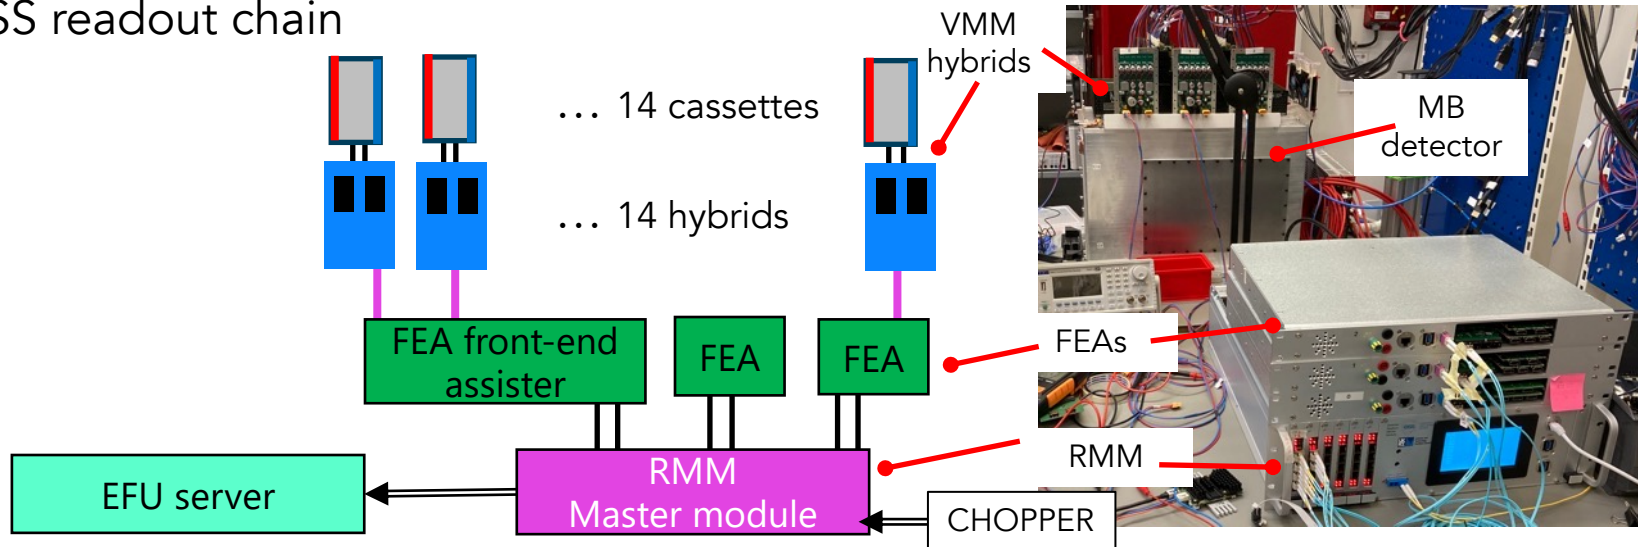 SS readout chain
VMM
hybrids
... 14 cassettes
MB
detector
... 14 hybrids
FEA front-end
assister
FEA
FEA
FEAs
RMM
Master module
RMM
EFU server
CHOPPER